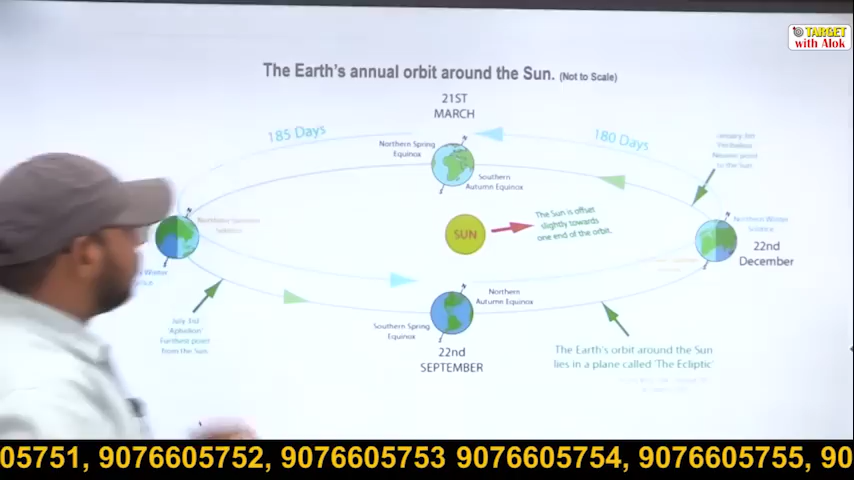 TARGET
with Alok
The Earth's annual orbit around the Sun. (Not to Scale)
21ST
MARCH
185 Days
180 Days
Northern Spring
Equinox
Southern
Autumn Equinox
January 4th
Perihelion
Nearest point
to the Sun
Northern Summer
Solstice
SUN
The Sun is offset
slightly towards
one end of the orbit.
Northern Winter
Solstice
22nd
December
Winter
July 3rd
'Aphelion'
Furthest point
from the Sun
Northern
Autumn Equinox
Southern Spring
Equinox
22nd
SEPTEMBER
The Earth's orbit around the Sun
lies in a plane called 'The Ecliptic'
05751, 9076605752, 9076605753 9076605754, 9076605755, 90